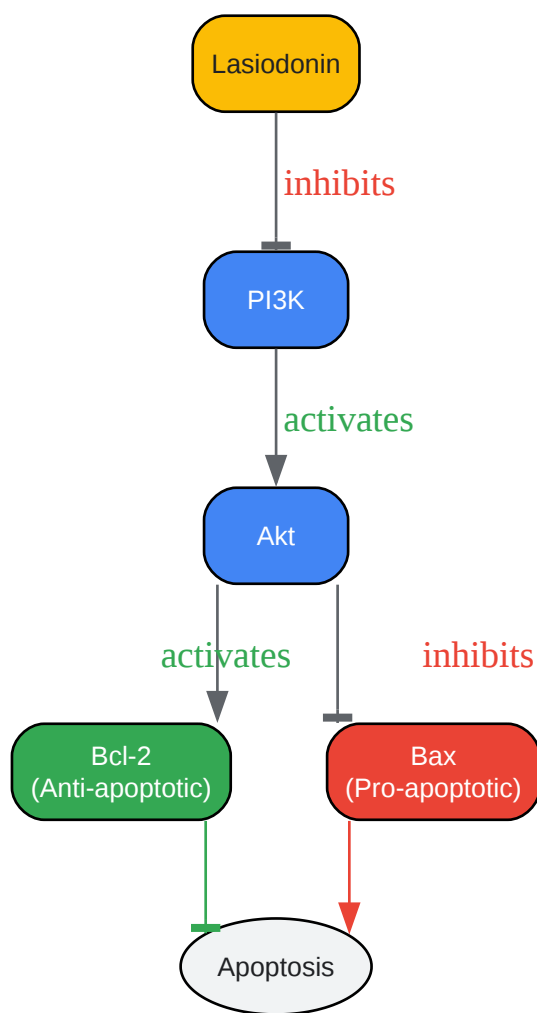 Lasiodonin
inhibits
PI3K
activates
Akt
activates
inhibits
Bcl-2
(Anti-apoptotic)
Bax
(Pro-apoptotic)
Apoptosis